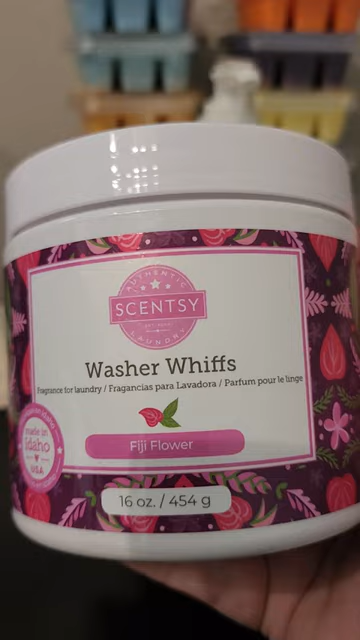 AUTHENTIC
SCENTSY
LAUNDRY
Washer Whiffs
Fragrance for laundry / Fragancias para Lavadora / Parfum pour le linge
Fiji Flower
made in
Idaho
USA
16 oz. / 454 g